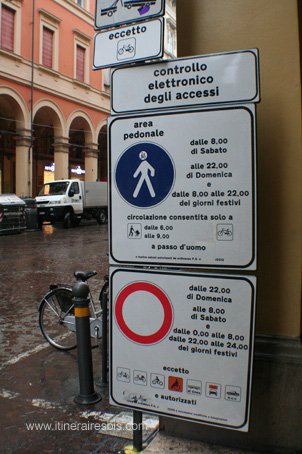 eccetto
controllo
elettronico
degli accessi
area
pedonale
dalle 8,00
di Sabato
alle 22,00
di Domenica
e
dalle 8,00 alle 22,00
dei giorni festivi
circolazione consentita solo a
dalle 6,00
alle 9,00
a passo d'uomo
dalle 22,00
di Domenica
alle 8,00
di Sabato
e
dalle 0,00 alle 8,00
dalle 22,00 alle 24,00
dei giorni festivi
eccetto
e autorizzati
www.itinerairesbis.com